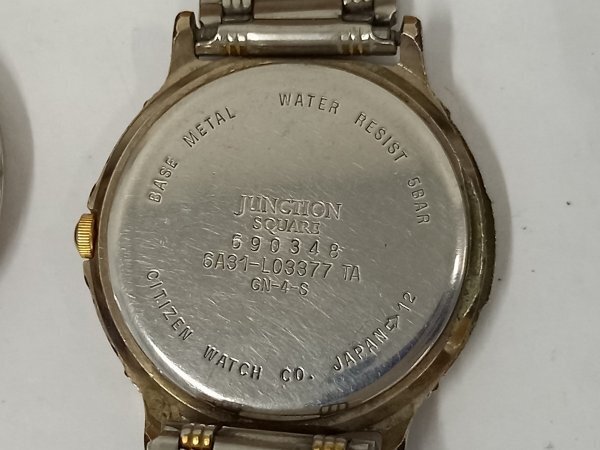 BASE METAL WATER RESIST 5BAR
JUNCTION
SQUARE
690348
6A31-L03377 TA
GN-4-S
CITIZEN WATCH CO. JAPAN⇨12